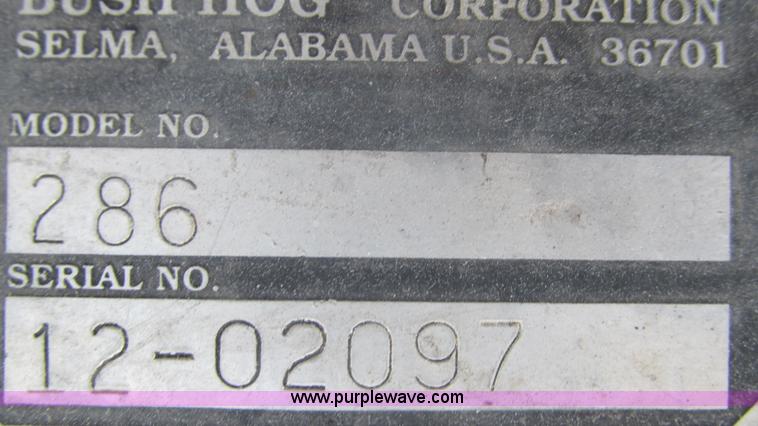 BUSH HOG CORPORATION
SELMA, ALABAMA U.S.A. 36701
MODEL NO.
286
SERIAL NO.
12-02097
www.purplewave.com